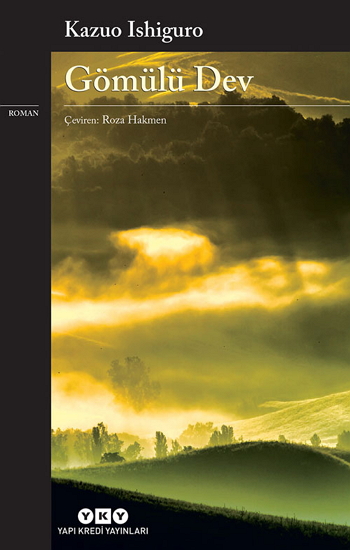 Kazuo Ishiguro
Gömülü Dev
ROMAN
Çeviren: Roza Hakmen
YKY
YAPI KREDİ YAYINLARI